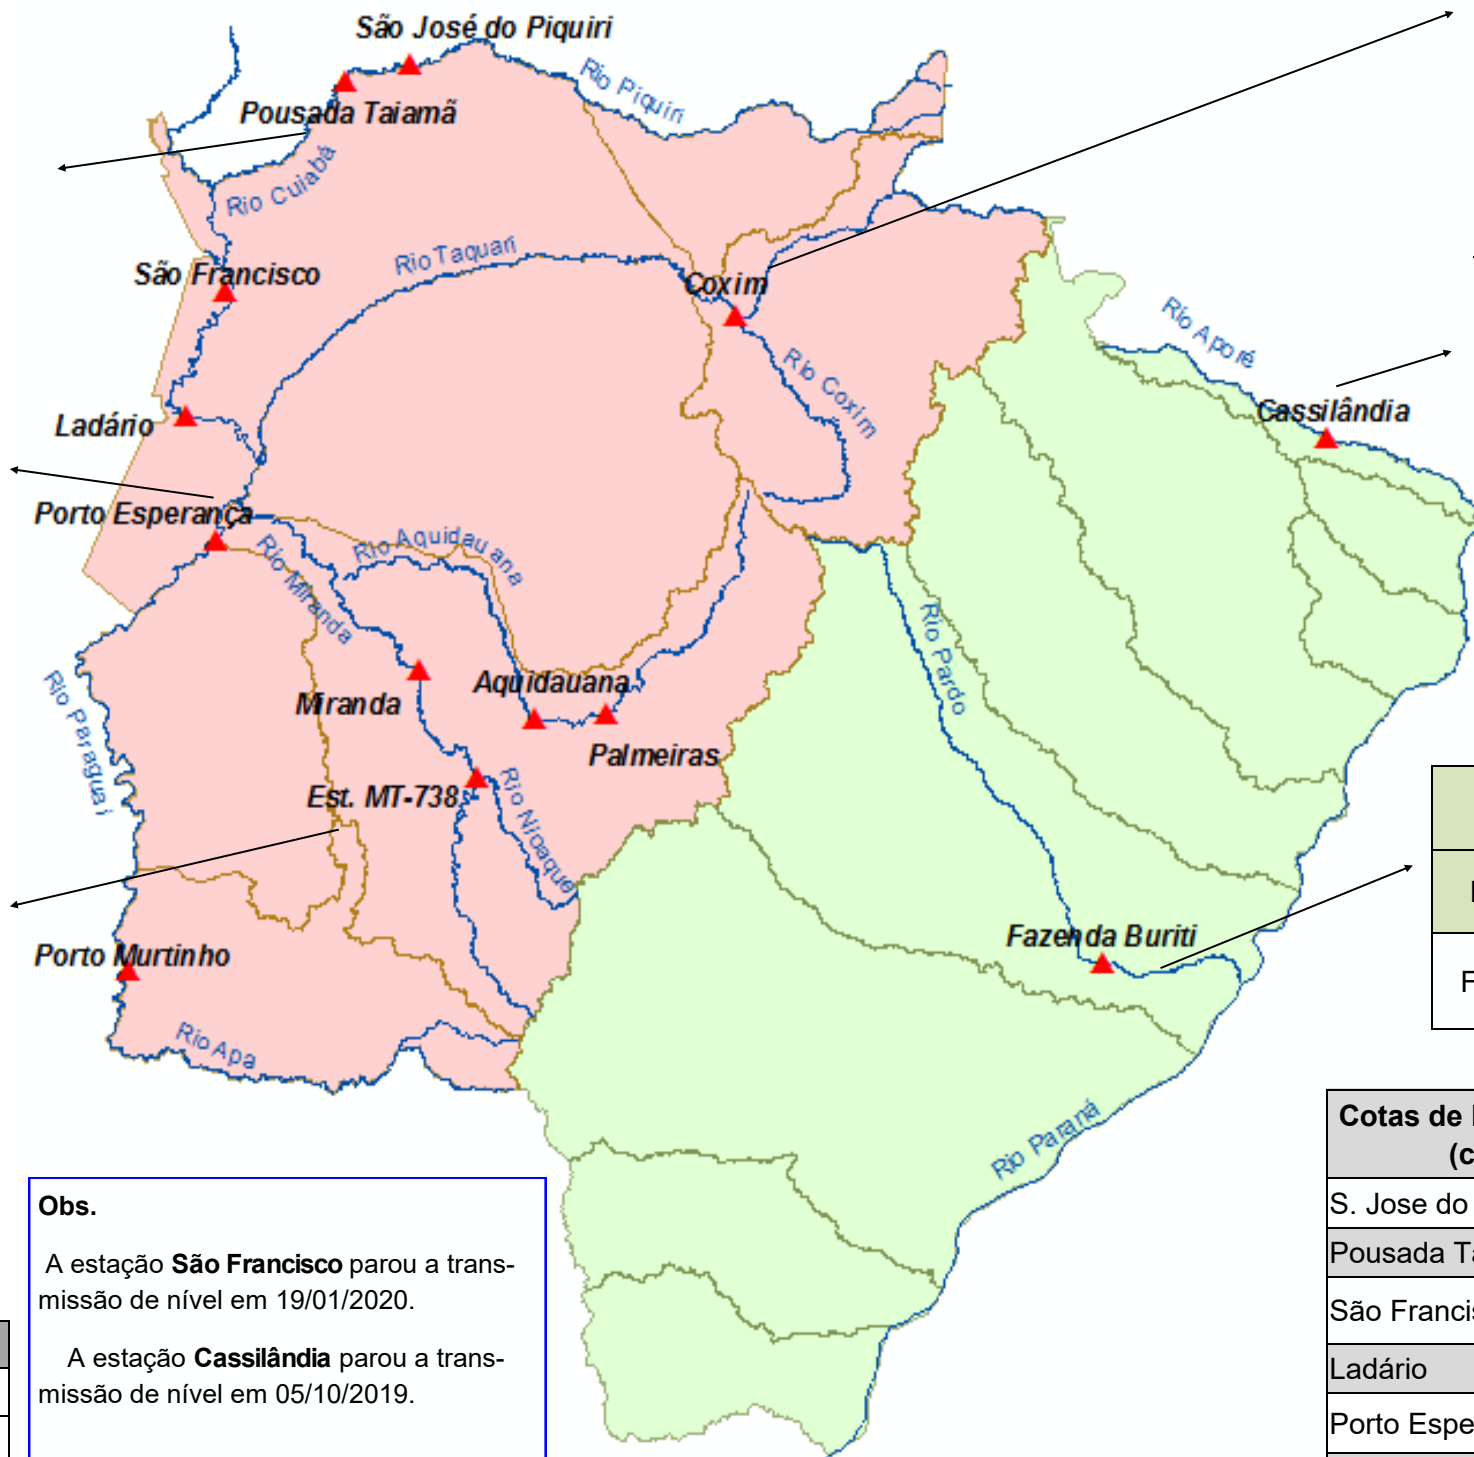 São José do Piquiri
Rio Piquiri
Pousada Taiamã
Rio Cuiabá
Rio Taquari
São Francisco
Coxim
Rio Aporé
Rio Coxim
Cassilândia
Ladário
Porto Esperança
Rio Aquidauana
Rio Miranda
Rio Pardo
Rio Paraguai
Aquidauana
Miranda
Palmeiras
Est. MT-738
Rio Nioaque
Fazenda Buriti
Porto Murtinho
Rio Apa
Rio Paraná
F
Cotas de
(c
S. Jose do
Pousada Ta
São Francis
Ladário
Porto Espe
Obs.
A estação São Francisco parou a trans-
missão de nível em 19/01/2020.
A estação Cassilândia parou a trans-
missão de nível em 05/10/2019.